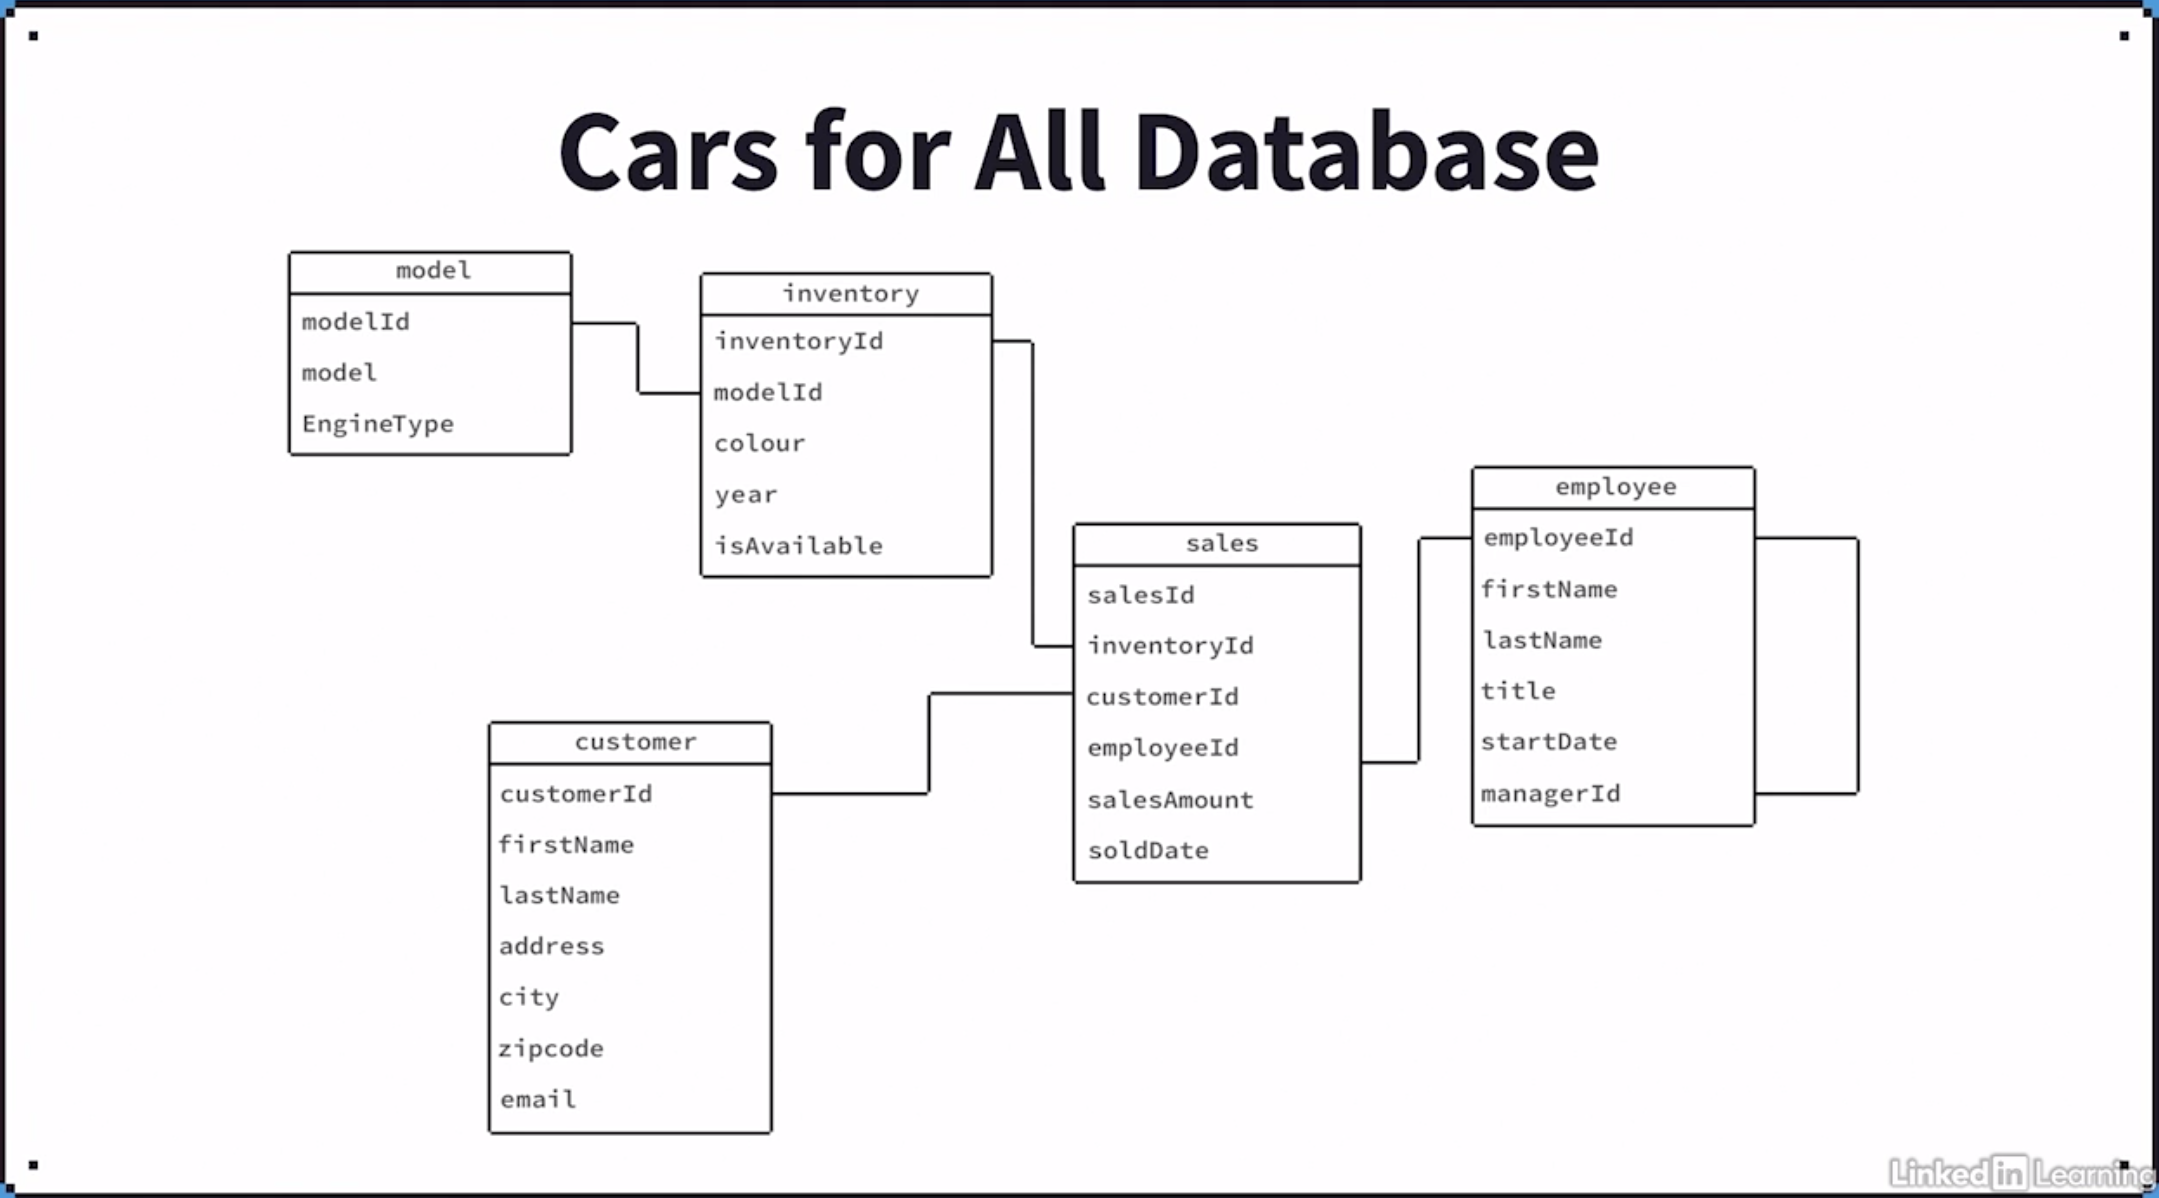 Cars for All Database
model
modelId
model
EngineType
inventory
inventoryId
modelId
colour
year
isAvailable
sales
salesId
inventoryId
customerId
employeeId
salesAmount
soldDate
employee
employeeId
firstName
lastName
title
startDate
managerId
customer
customerId
firstName
lastName
address
city
zipcode
email
Linked in Learning